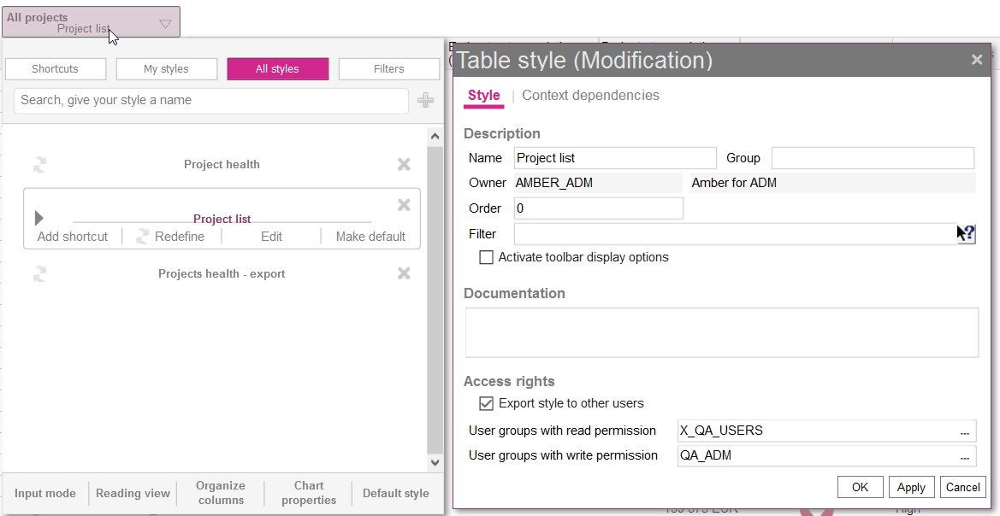 All projects
Project list
Shortcuts
My styles
All styles
Filters
Search, give your style a name
Project health
Project list
Add shortcut
Redefine
Edit
Make default
Projects health - export
Input mode
Reading view
Organize
columns
Chart
properties
Default style
Table style (Modification)
Style
Context dependencies
Description
Name
Project list
Group
Owner
AMBER_ADM
Amber for ADM
Order
0
Filter
Activate toolbar display options
Documentation
Access rights
Export style to other users
User groups with read permission
X_QA_USERS
...
User groups with write permission
QA_ADM
...
OK
Apply
Cancel
High